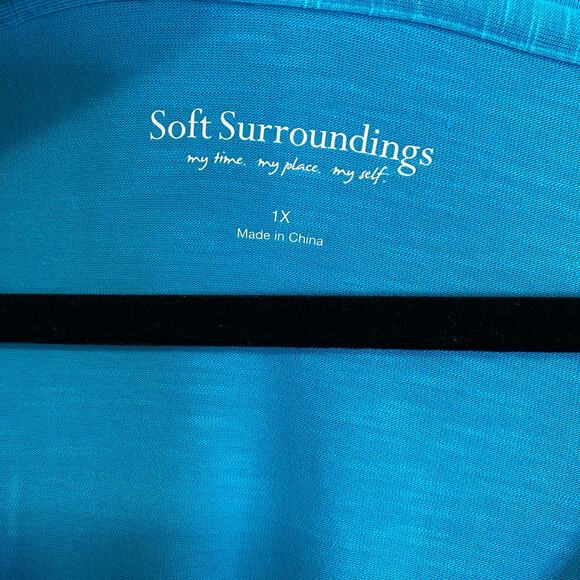 Soft Surroundings
my time. my place. my self.
1X
Made in China